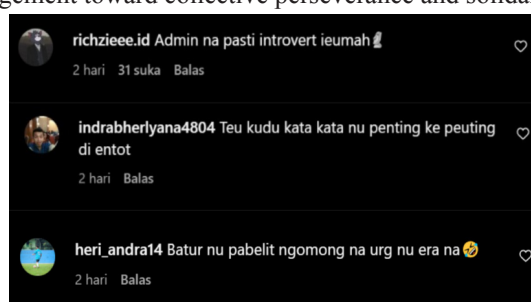 gement toward collective perseverance and solida
richzieee.id Admin na pasti introvert ieumah
2 hari 31 suka Balas
indrabherlyana4804 Teu kudu kata kata nu penting ke peuting
di entot
2 hari Balas
heri_andra14 Batur nu pabelit ngomong na urg nu era na🤣
2 hari Balas